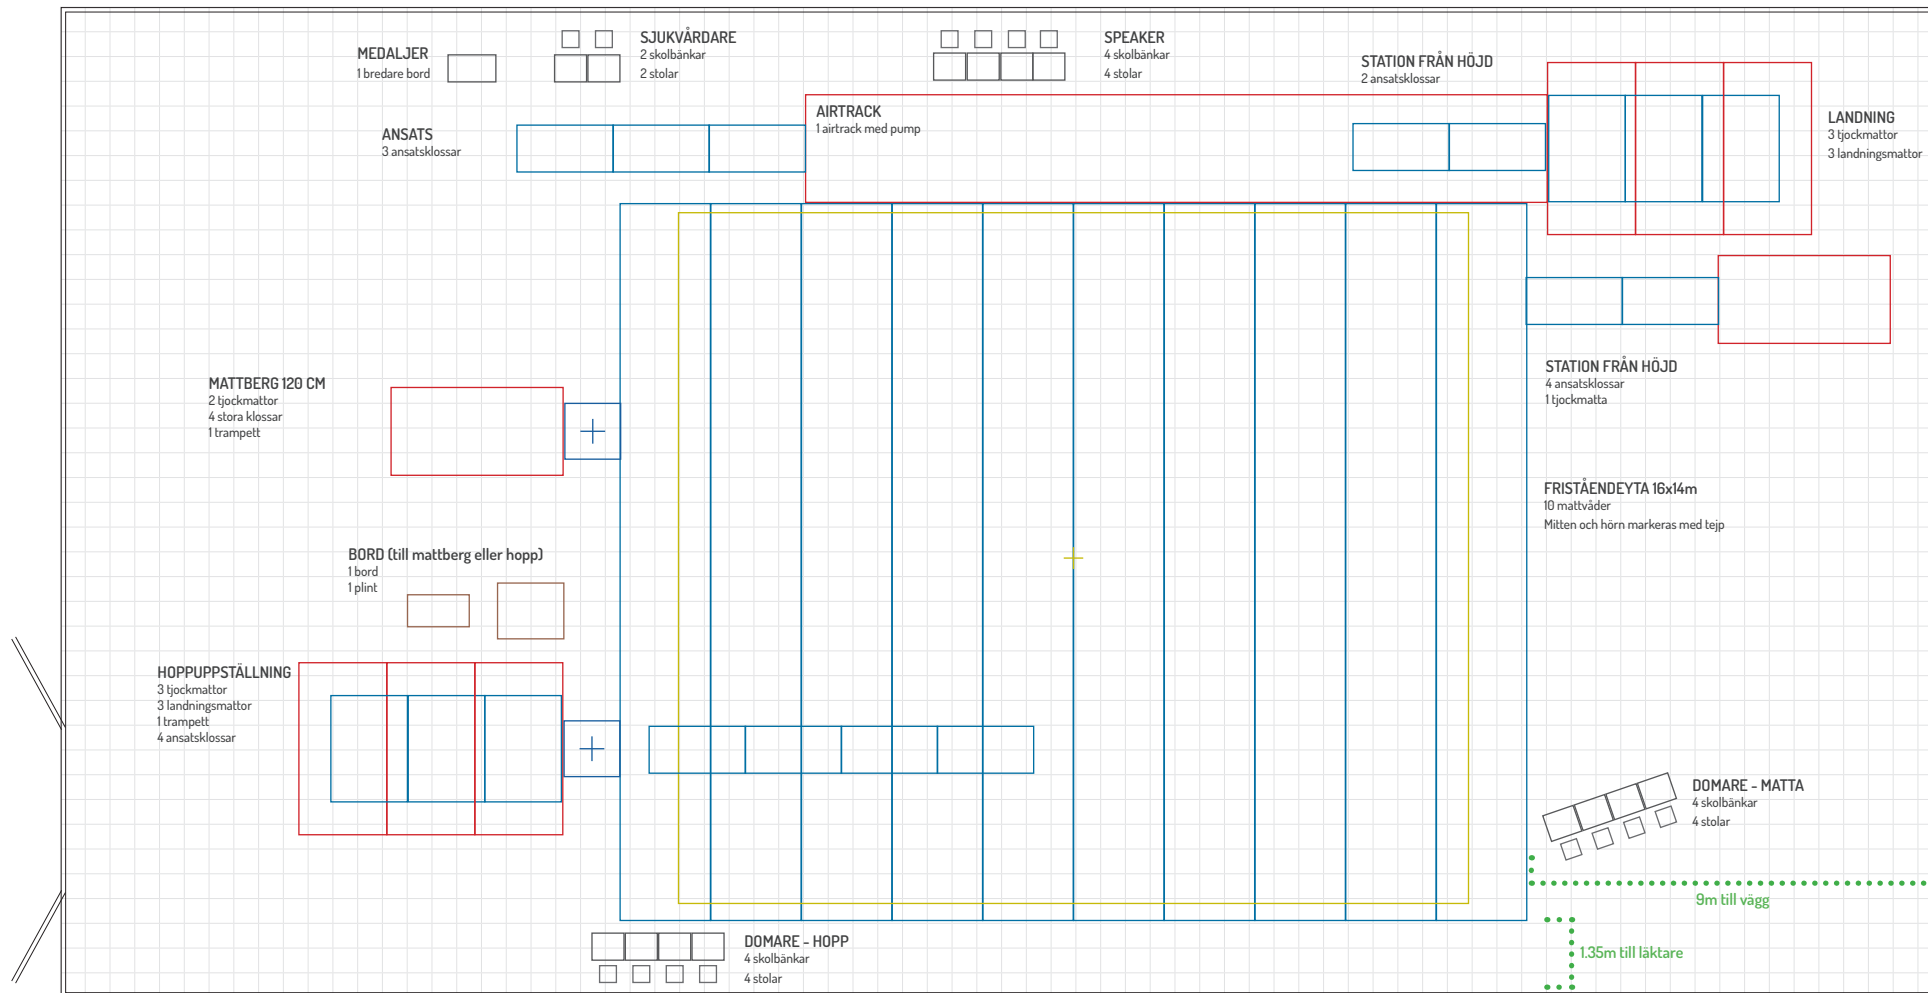 MEDALJER
1 bredare bord
SJUKVÅRDARE
2 skolbänkar
2 stolar
SPEAKER
4 skolbänkar
4 stolar
STATION FRÅN HÖJD
2 ansatsklossar
LANDNING
3 tjockmattor
3 landningsmattor
ANSATS
3 ansatsklossar
AIRTRACK
1 airtrack med pump
STATION FRÅN HÖJD
4 ansatsklossar
1 tjockmatta
MATTBERG 120 CM
2 tjockmattor
4 stora klossar
1 trampett
FRISTÅENDEYTA 16x14m
10 mattvåder
Mitten och hörn markeras med tejp
BORD (till mattberg eller hopp)
1 bord
1 plint
HOPPUPPSTÄLLNING
3 tjockmattor
3 landningsmattor
1 trampett
4 ansatsklossar
DOMARE - MATTA
4 skolbänkar
4 stolar
9m till vägg
1.35m till läktare
DOMARE - HOPP
4 skolbänkar
4 stolar